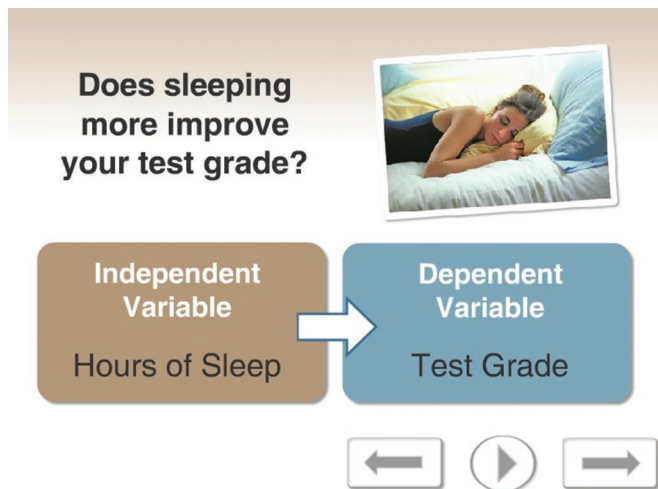 Does sleeping
more improve
your test grade?
Independent
Variable
Hours of Sleep
Dependent
Variable
Test Grade